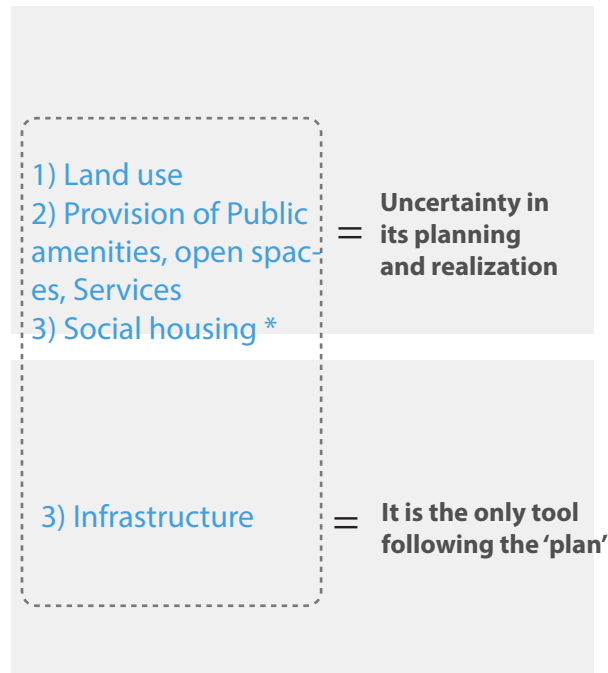 1) Land use
2) Provision of Public
amenities, open spac-
es, Services
3) Social housing *
=
Uncertainty in
its planning
and realization
3) Infrastructure
=
It is the only tool
following the ‘plan’